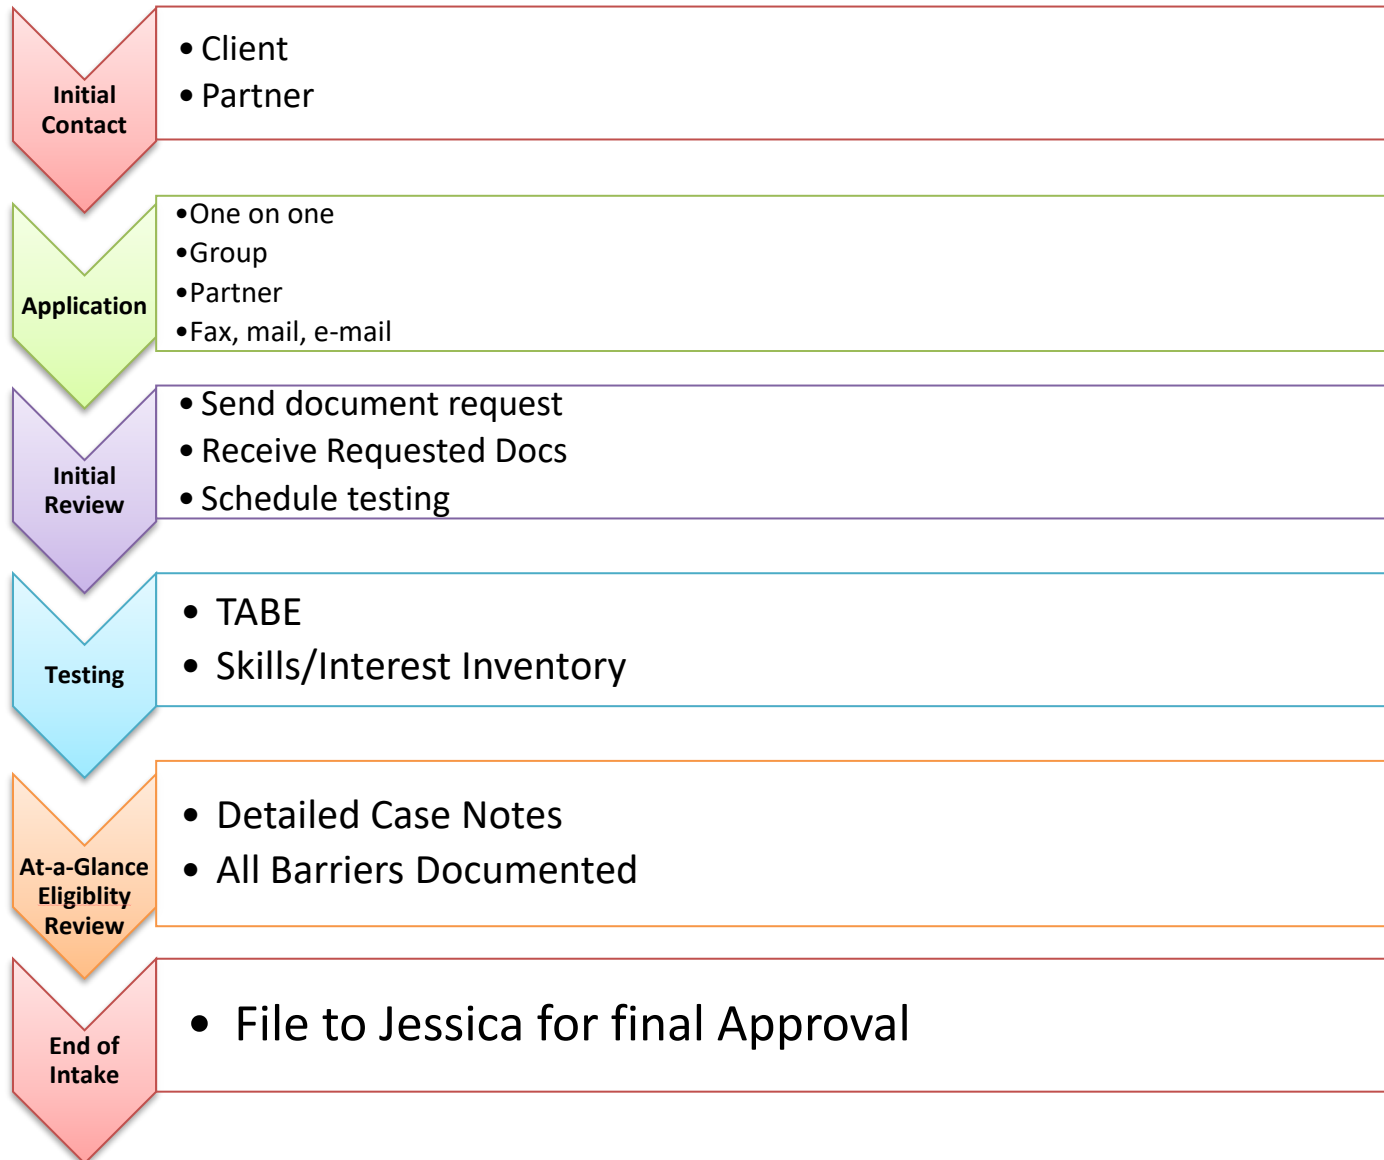 Initial
Contact
• Client
• Partner
Application
•One on one
•Group
•Partner
•Fax, mail, e-mail
Initial
Review
• Send document request
• Receive Requested Docs
• Schedule testing
Testing
• TABE
• Skills/Interest Inventory
At-a-Glance
Eligiblity
Review
• Detailed Case Notes
• All Barriers Documented
End of
Intake
• File to Jessica for final Approval